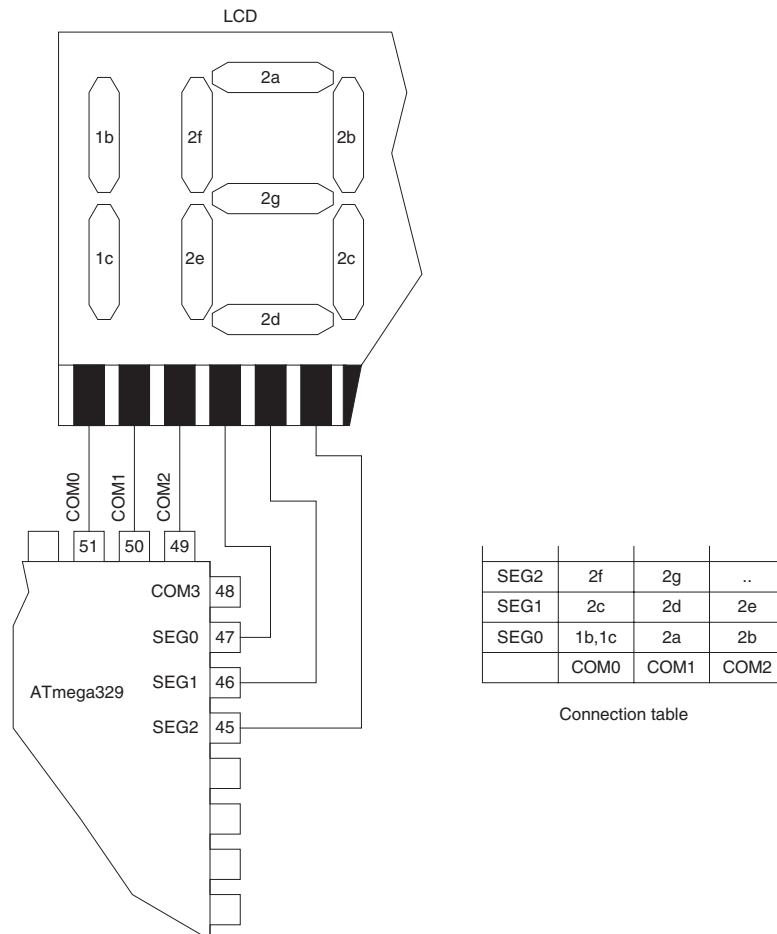 LCD
2a
1b
2f
2b
2g
1c
2e
2c
2d
COM0
COM1
COM2
51
50
49
COM3
48
SEG0
47
SEG1
46
ATmega329
SEG2
45
SEG2 2f 2g ..
SEG1 2c 2d 2e
SEG0 1b,1c 2a 2b
COM0 COM1 COM2
Connection table